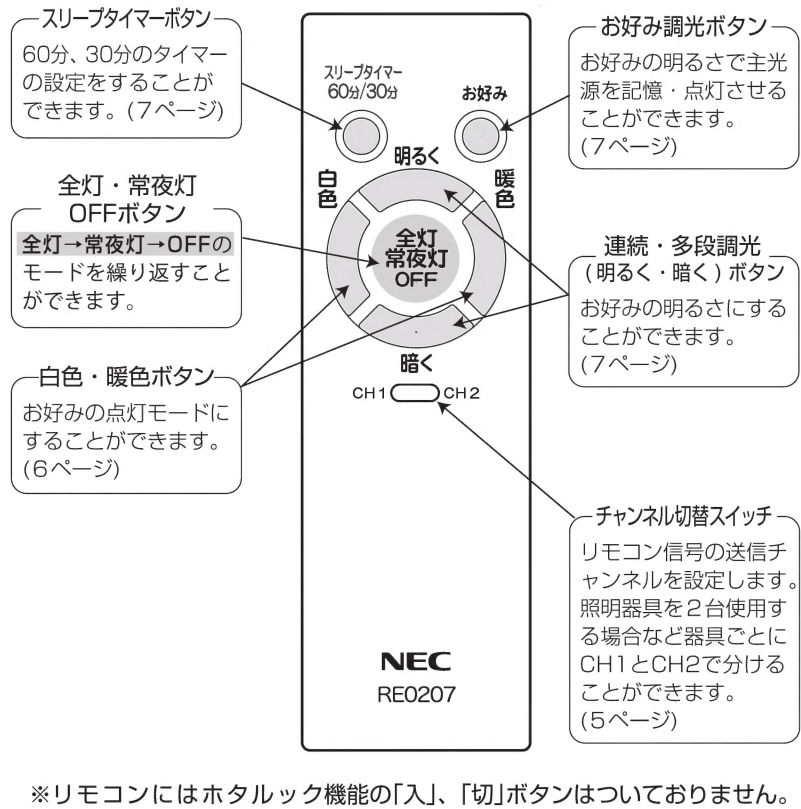 スリープタイマーボタン
60分、30分のタイマー
の設定をすることが
できます。(7ページ)
全灯・常夜灯
OFFボタン
全灯→常夜灯→OFFの
モードを繰り返すこと
ができます。
白色・暖色ボタン
お好みの点灯モードに
することができます。
(6ページ)
スリープタイマー
60分/30分
お好み
明るく
白色
暖色
全灯
常夜灯
OFF
暗く
CH1 CH2
NEC
RE0207
お好み調光ボタン
お好みの明るさで主光
源を記憶・点灯させる
ことができます。
(7ページ)
連続・多段調光
(明るく・暗く)ボタン
お好みの明るさにする
ことができます。
(7ページ)
チャンネル切替スイッチ
リモコン信号の送信チ
ャンネルを設定します。
照明器具を2台使用す
る場合など器具ごとに
CH1とCH2で分ける
ことができます。
(5ページ)
※リモコンにはホタルック機能の「入」、「切」ボタンはついておりません。